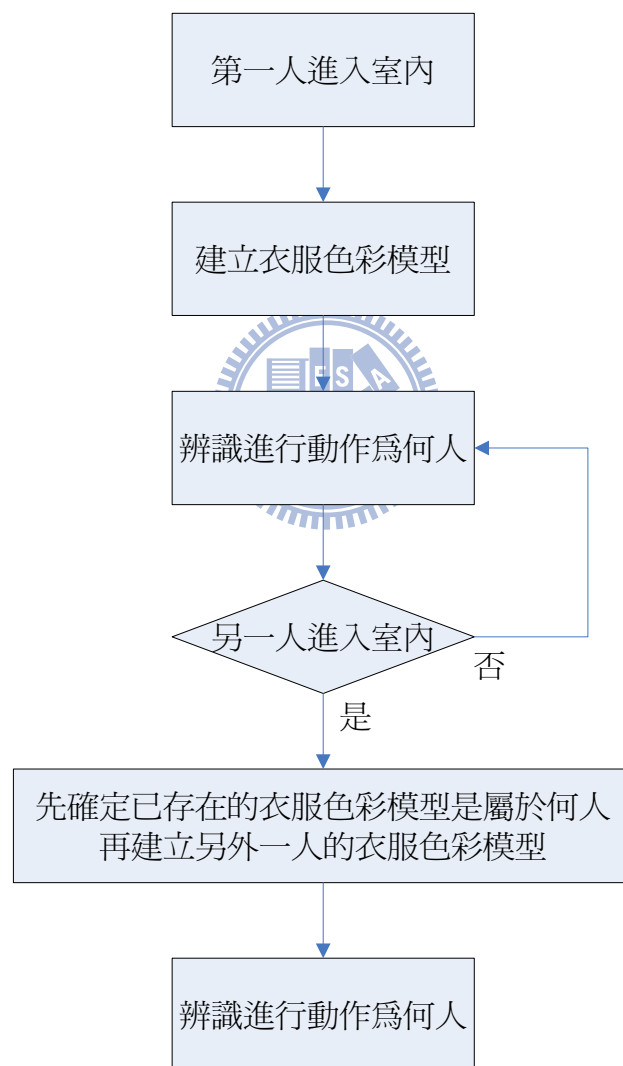 第一人進入室內
建立衣服色彩模型
E S A
辨識進行動作爲何人
另一人進入室內
否
是
先確定已存在的衣服色彩模型是屬於何人
再建立另外一人的衣服色彩模型
辨識進行動作爲何人